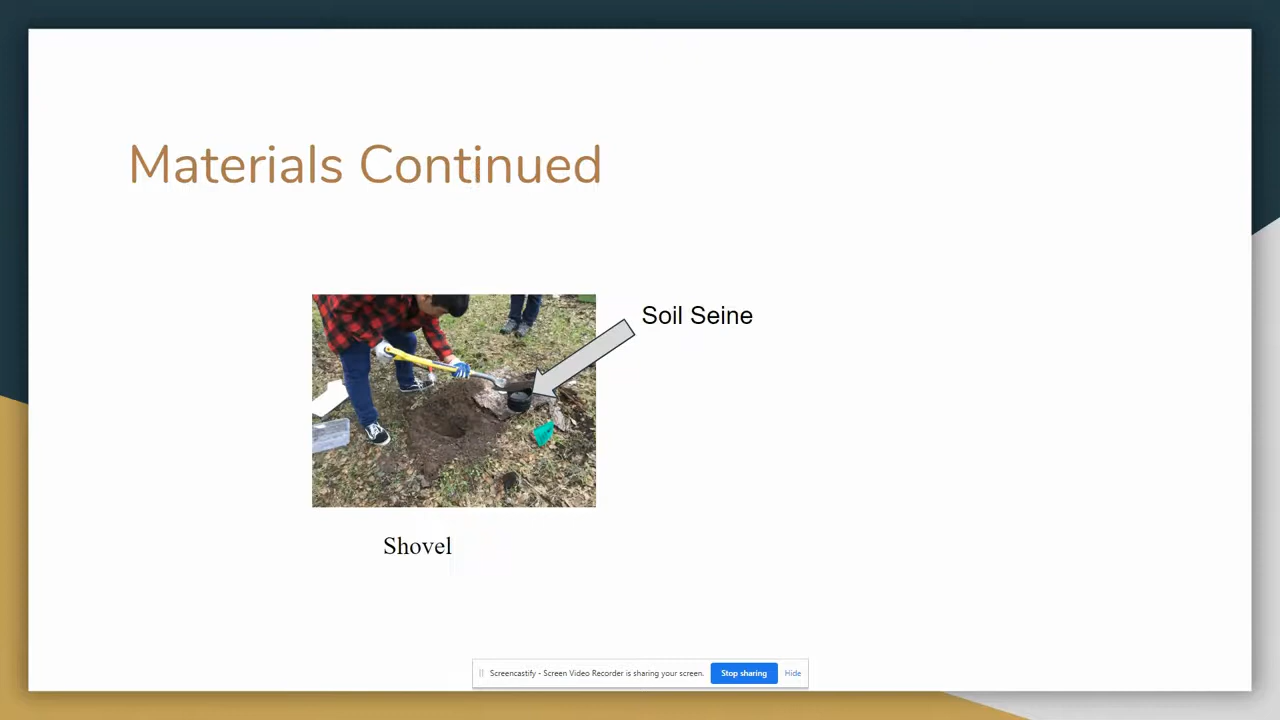 Materials Continued
Soil Seine
Shovel
Screencastify - Screen Video Recorder is sharing your screen.
Stop sharing
Hide